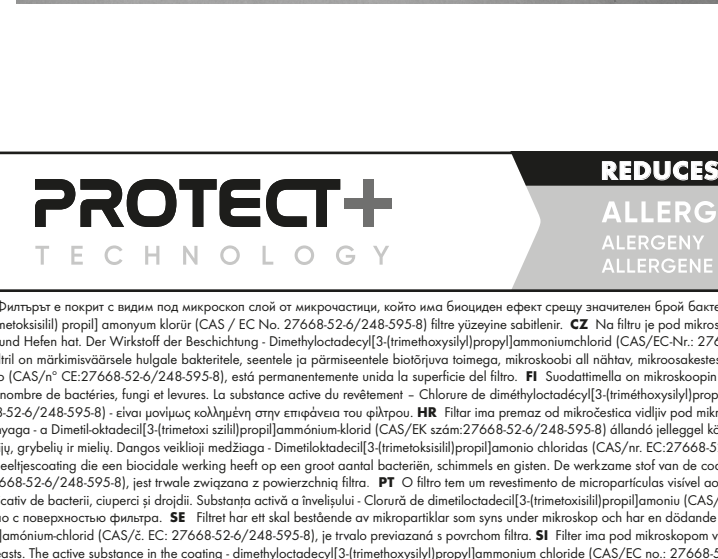 PROTECT+
TECHNOLOGY
REDUCES
ALLERG
ALERGENY
ALLERGENE
Филтърът е покрит с видим под микроскоп слой от микрочастици, който има биоциден ефект срещу значителен брой бакте
metoksisilil) propil] amonyum klorür (CAS / EC No. 27668-52-6/248-595-8) filtre yüzeyine sabitlenir. CZ Na filtru je pod mikros
und Hefen hat. Der Wirkstoff der Beschichtung - Dimethyloctadecyl[3-(trimethoxysilyl)propyl]ammoniumchlorid (CAS/EC-Nr.: 276
ltril on märkimisväärsele hulgale bakteritele, seentele ja pärmiseentele biotõrjuva toimega, mikroskoobi all nähtav, mikroosakestes
o (CAS/n° CE:27668-52-6/248-595-8), está permanentemente unida la superficie del filtro. FI Suodattimella on mikroskoopin
nombre de bactéries, fungi et levures. La substance active du revêtement – Chlorure de diméthyloctadécyl[3-(triméthoxysilyl)prop
8-52-6/248-595-8) - είναι μονίμως κολλημένη στην επιφάνεια του φίλτρου. HR Filtar ima premaz od mikročestica vidljiv pod mikr
nyaga - a Dimetil-oktadecil[3-(trimetoxi szilil)propil]ammónium-klorid (CAS/EK szám:27668-52-6/248-595-8) állandó jelleggel kö
ijų, grybelių ir mielių. Dangos veiklioji medžiaga - Dimetiloktadecil[3-(trimetoksisilil)propil]amonio chloridas (CAS/nr. EC:27668-5
eeltjescoating die een biocidale werking heeft op een groot aantal bacteriën, schimmels en gisten. De werkzame stof van de coa
668-52-6/248-595-8), jest trwale związana z powierzchnią filtra. PT O filtro tem um revestimento de micropartículas visível ao
icativ de bacterii, ciuperci și drojdii. Substanța activă a învelișului - Clorură de dimetiloctadecil[3-(trimetoxisilil)propil]amoniu (CAS/
но с поверхностью фильтра. SE Filtret har ett skal bestående av mikropartiklar som syns under mikroskop och har en dödande
]amónium-chlorid (CAS/č. EC: 27668-52-6/248-595-8), je trvalo previazaná s povrchom filtra. SI Filter ima pod mikroskopom v
easts. The active substance in the coating - dimethyloctadecyl[3-(trimethoxysilyl)propyl]ammonium chloride (CAS/EC no.: 27668-